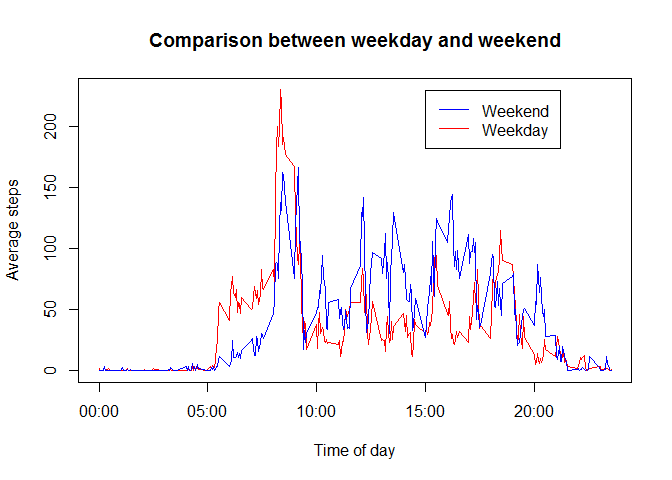 Comparison between weekday and weekend
Weekend
Weekday
Average steps
0
50
100
150
200
00:00
05:00
10:00
15:00
20:00
Time of day